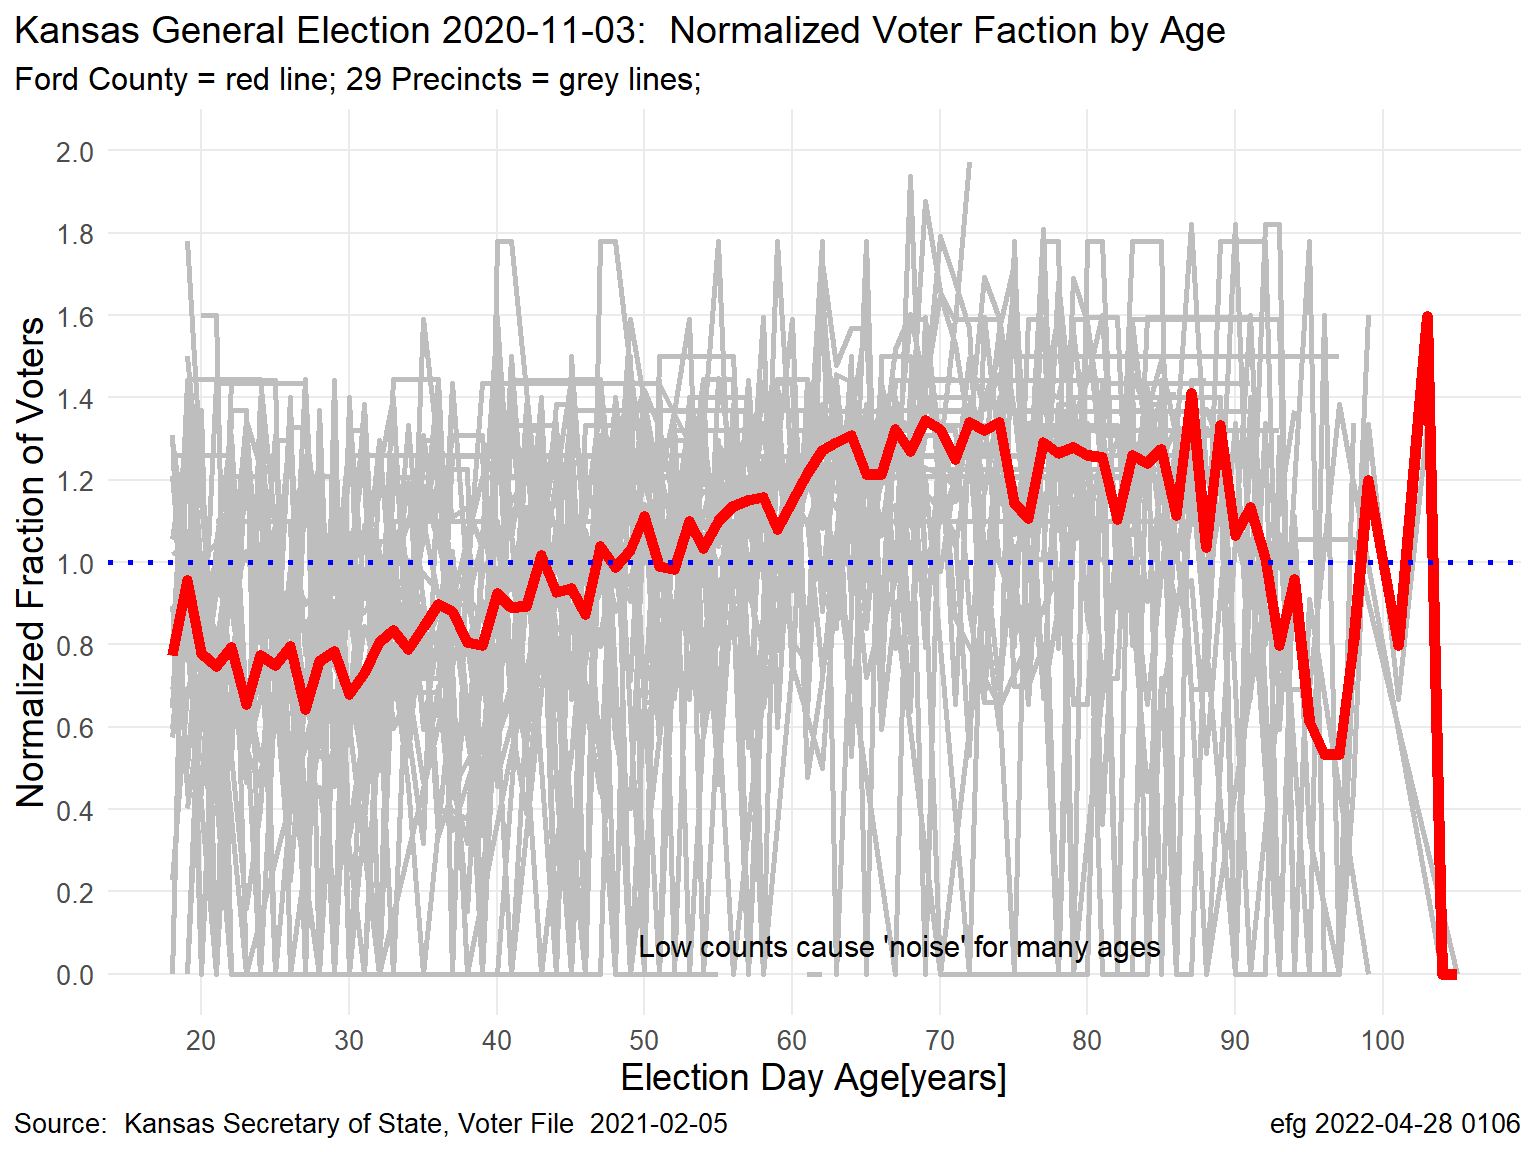 Kansas General Election 2020-11-03:  Normalized Voter Faction by Age
Ford County = red line; 29 Precincts = grey lines;
Normalized Fraction of Voters
2.0
1.8
1.6
1.4
1.2
1.0
0.8
0.6
0.4
0.2
0.0
Low counts cause 'noise' for many ages
20 30 40 50 60 70 80 90 100
Election Day Age[years]
Source:  Kansas Secretary of State, Voter File  2021-02-05
efg 2022-04-28 0106